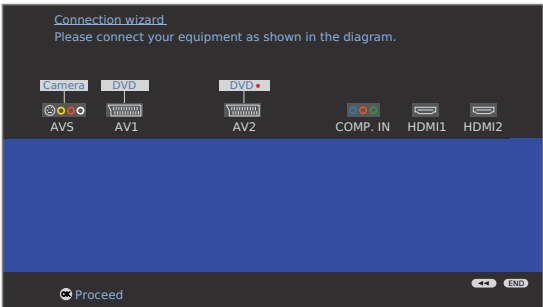 Connection wizard
Please connect your equipment as shown in the diagram.
Camera DVD DVD
AVS AV1 AV2 COMP. IN HDMI1 HDMI2
OK Proceed
END